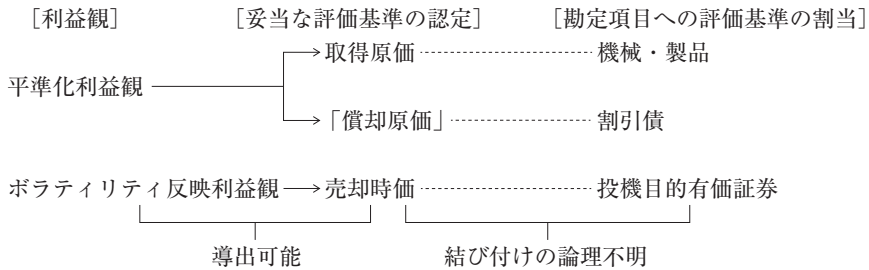 ［利益観］ ［妥当な評価基準の認定］ ［勘定項目への評価基準の割当］
取得原価 機械・製品
平準化利益観
「償却原価」 割引債
ボラティリティ反映利益観 売却時価 投機目的有価証券
導出可能 結び付けの論理不明